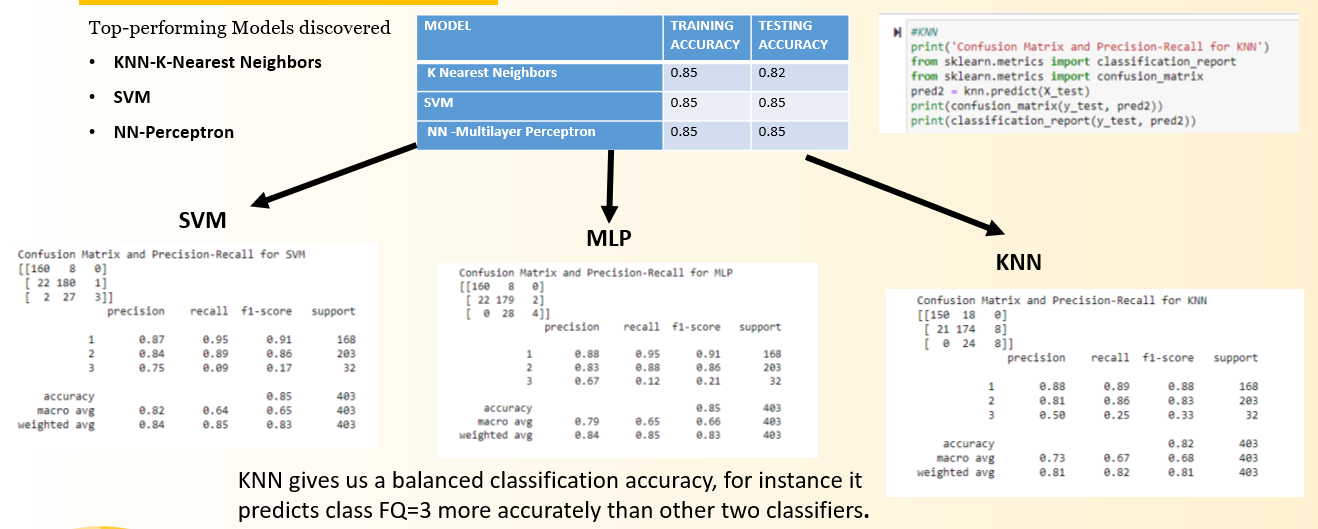 Top-performing Models discovered
• KNN-K-Nearest Neighbors
• SVM
• NN-Perceptron
MODEL TRAINING ACCURACY TESTING ACCURACY
K Nearest Neighbors 0.85 0.82
SVM 0.85 0.85
NN -Multilayer Perceptron 0.85 0.85
#KNN
print('Confusion Matrix and Precision-Recall for KNN')
from sklearn.metrics import classification_report
from sklearn.metrics import confusion_matrix
pred2 = knn.predict(X_test)
print(confusion_matrix(y_test, pred2))
print(classification_report(y_test, pred2))
SVM
Confusion Matrix and Precision-Recall for SVM
[[160 8 0]
[ 22 180 1]
[ 2 27 3]]
precision recall f1-score support
1 0.87 0.95 0.91 168
2 0.84 0.89 0.86 203
3 0.75 0.09 0.17 32
accuracy 0.85 403
macro avg 0.82 0.64 0.65 403
weighted avg 0.84 0.85 0.83 403
MLP
Confusion Matrix and Precision-Recall for MLP
[[160 8 0]
[ 22 179 2]
[ 0 28 4]]
precision recall f1-score support
1 0.88 0.95 0.91 168
2 0.83 0.88 0.86 203
3 0.67 0.12 0.21 32
accuracy 0.85 403
macro avg 0.79 0.65 0.66 403
weighted avg 0.84 0.85 0.83 403
KNN
Confusion Matrix and Precision-Recall for KNN
[[150 18 0]
[ 21 174 8]
[ 0 24 8]]
precision recall f1-score support
1 0.88 0.89 0.88 168
2 0.81 0.86 0.83 203
3 0.50 0.25 0.33 32
accuracy 0.82 403
macro avg 0.73 0.67 0.68 403
weighted avg 0.81 0.82 0.81 403
KNN gives us a balanced classification accuracy, for instance it
predicts class FQ=3 more accurately than other two classifiers.